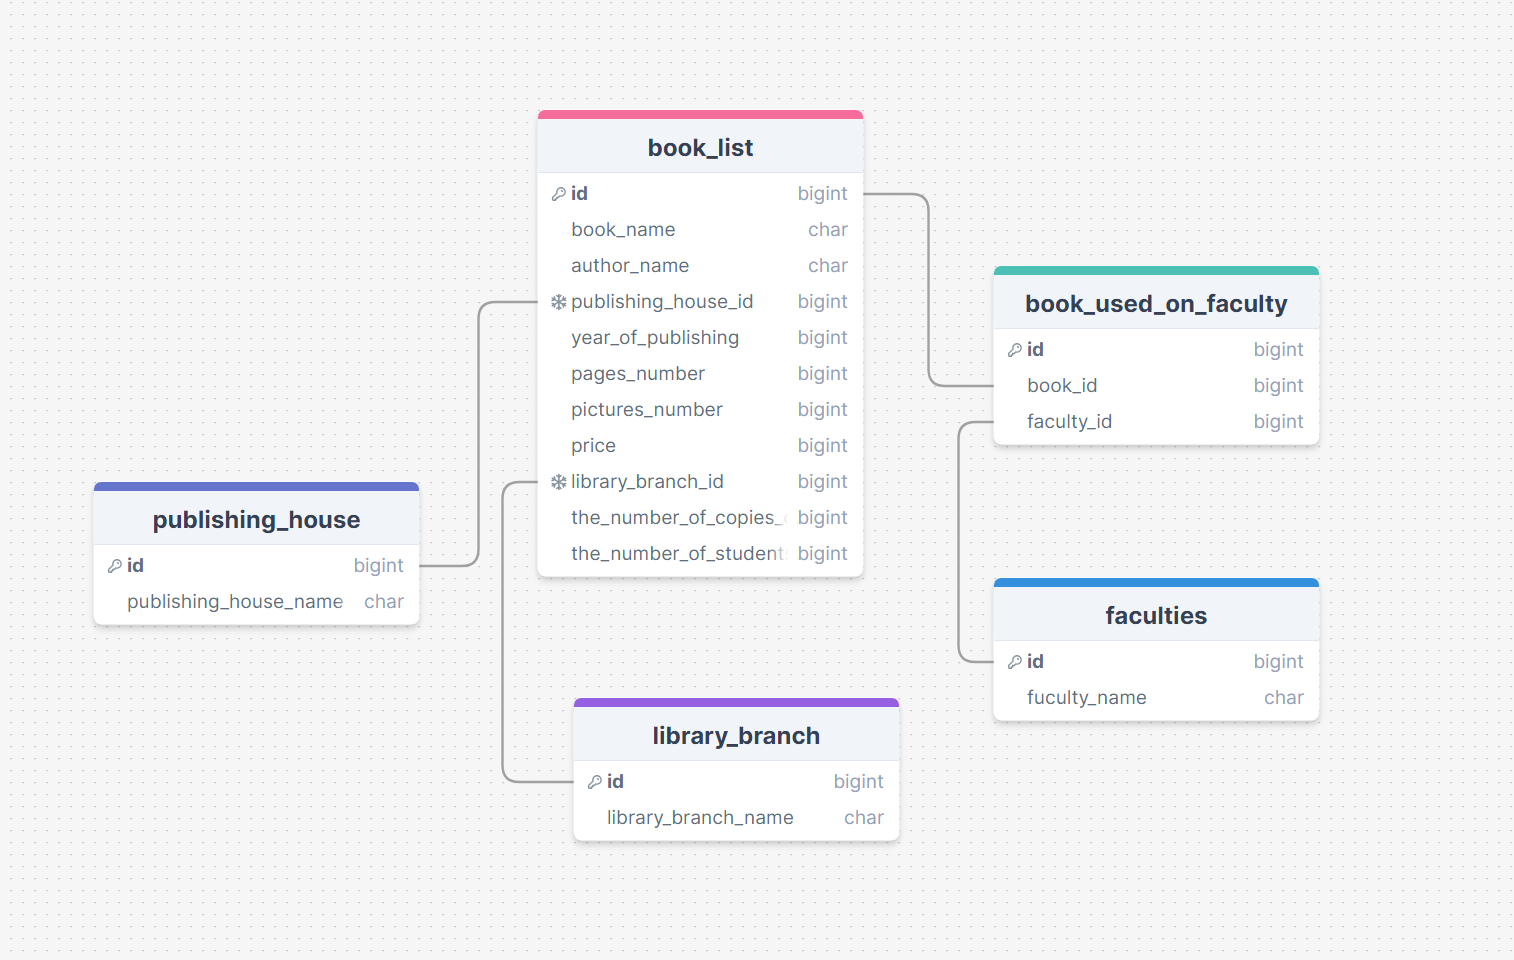 book_list
id bigint
book_name char
author_name char
publishing_house_id bigint
year_of_publishing bigint
pages_number bigint
pictures_number bigint
price bigint
library_branch_id bigint
the_number_of_copies_ bigint
the_number_of_student bigint
book_used_on_faculty
id bigint
book_id bigint
faculty_id bigint
publishing_house
id bigint
publishing_house_name char
faculties
id bigint
fuculty_name char
library_branch
id bigint
library_branch_name char